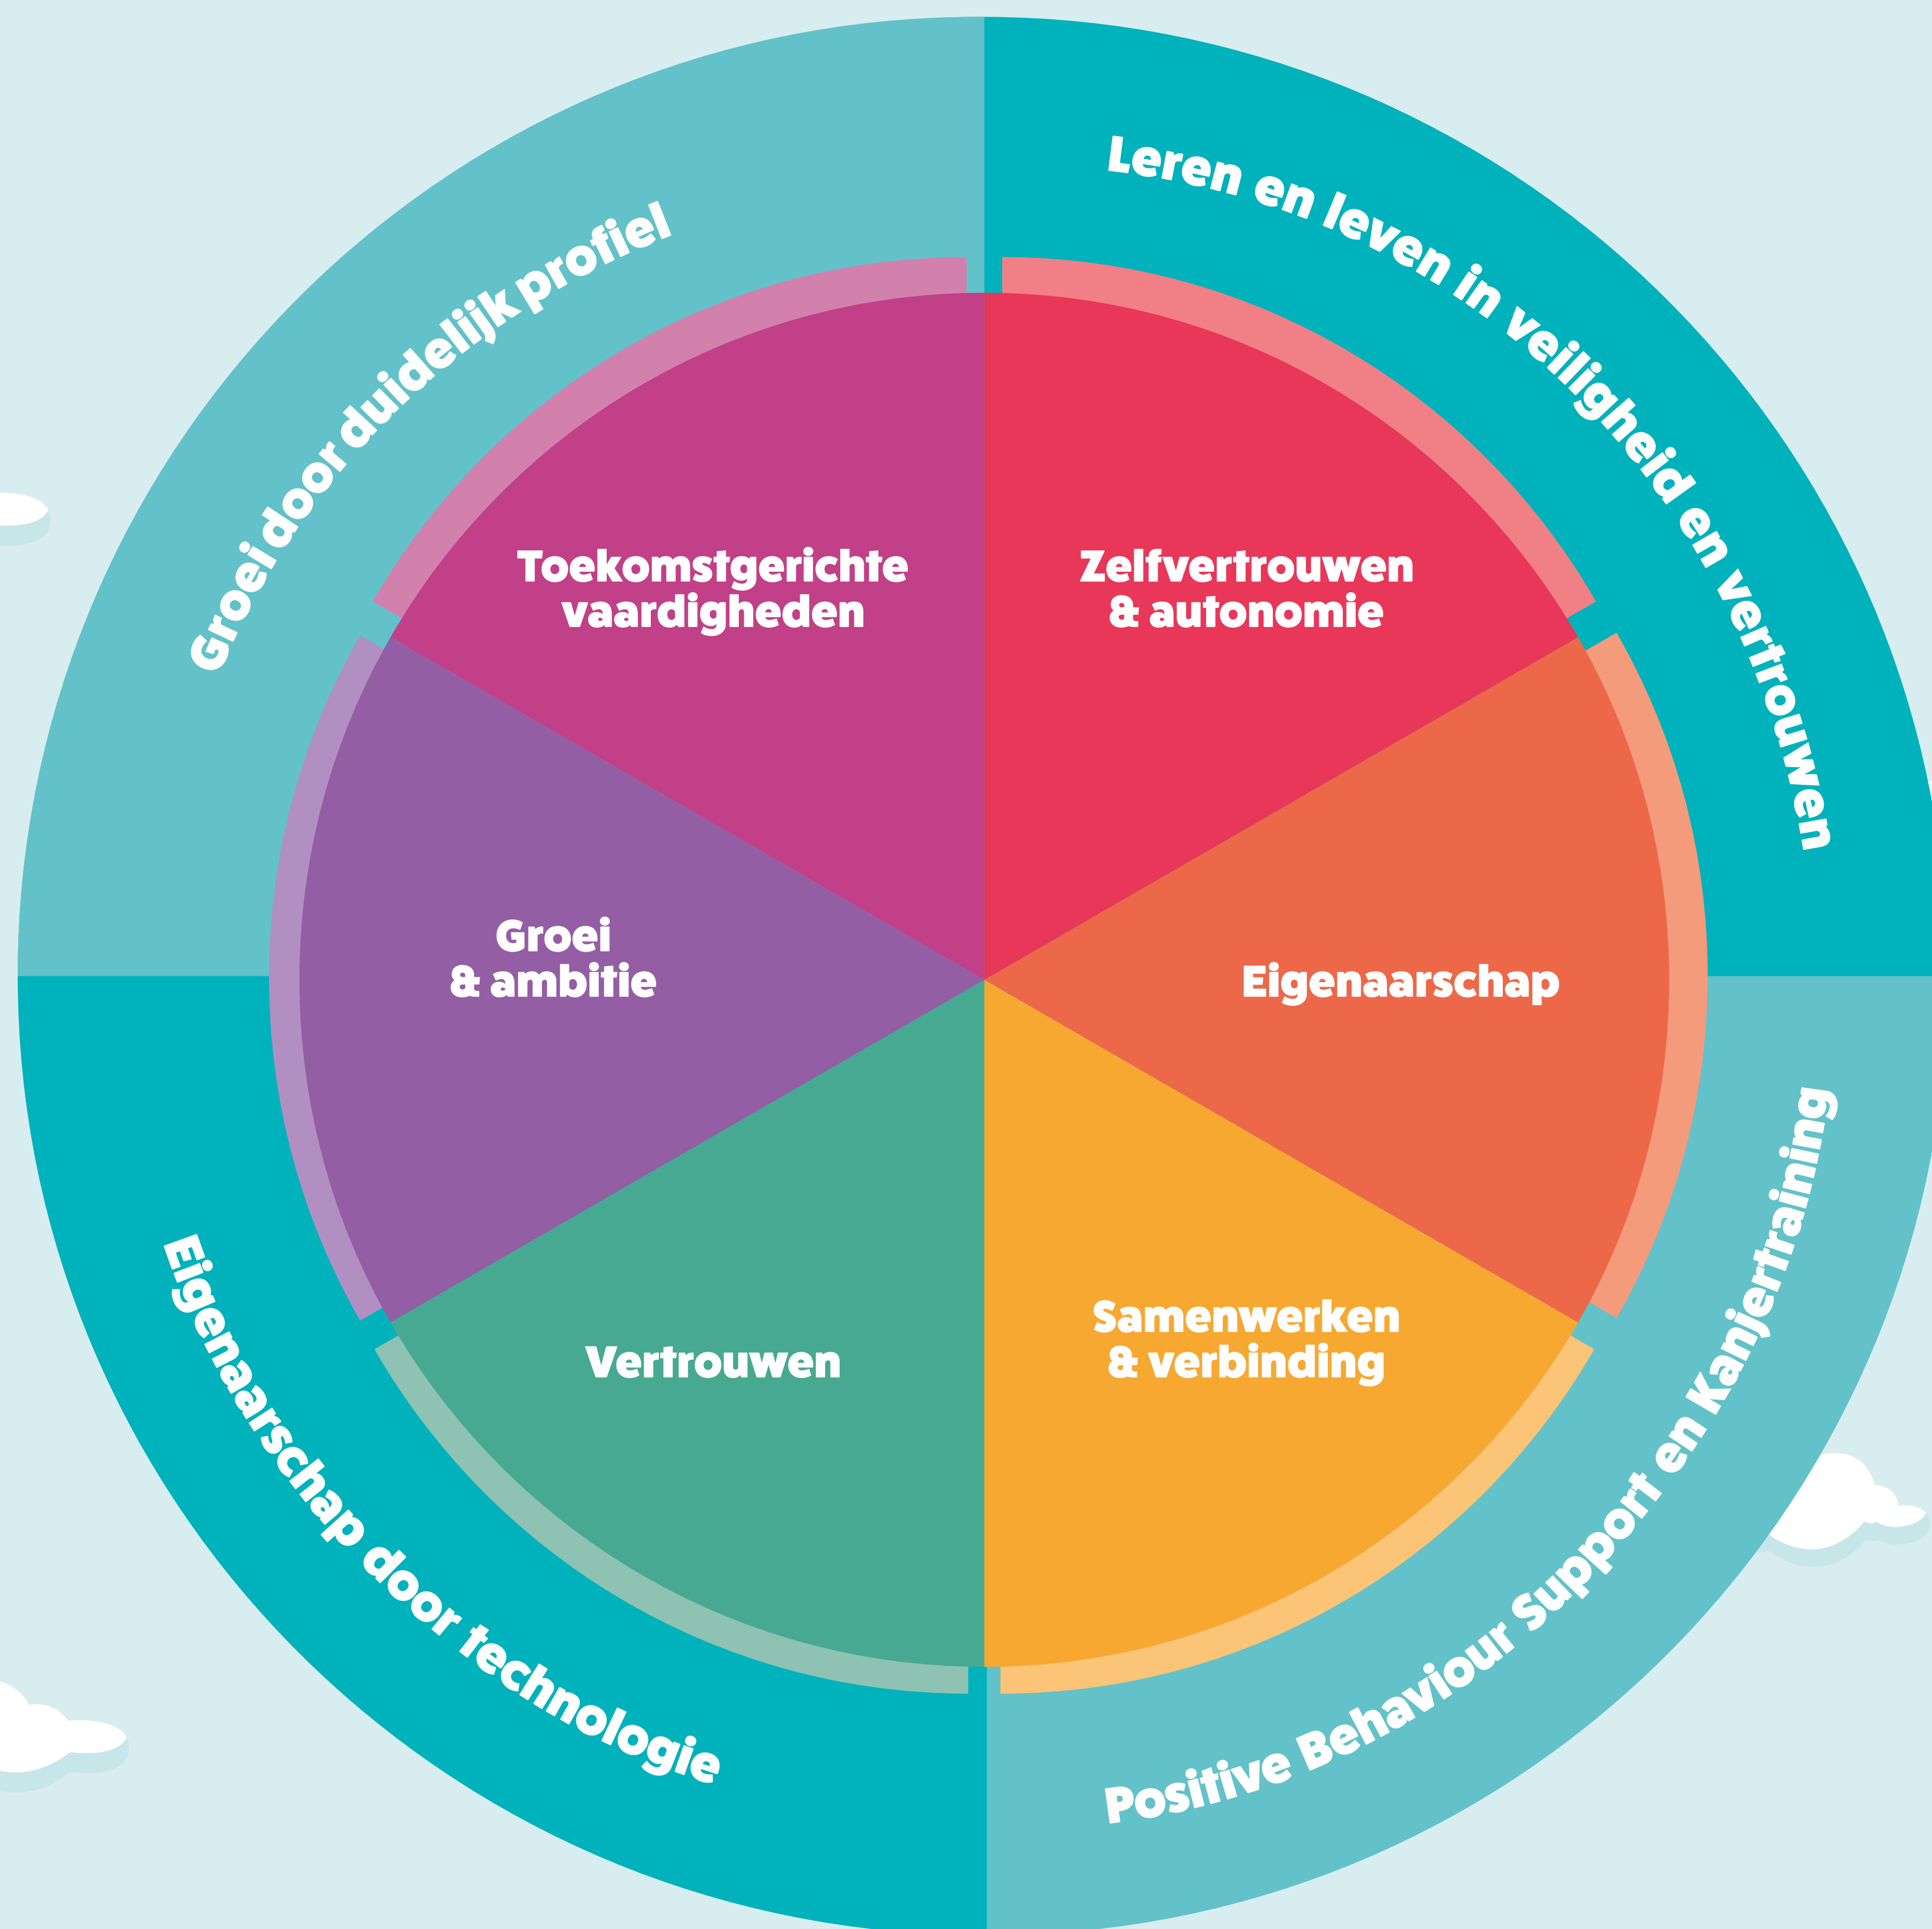 Groei door duidelijk profiel
Leren en leven in veiligheid en vertrouwen
Toekomstgerichte
vaardigheden
Zelfvertrouwen
& autonomie
Groei
& ambitie
Eigenaarschap
Vertrouwen
Samenwerken
& verbinding
Eigenaarschap door technologie
Positive Behaviour Support en Kanjertraining